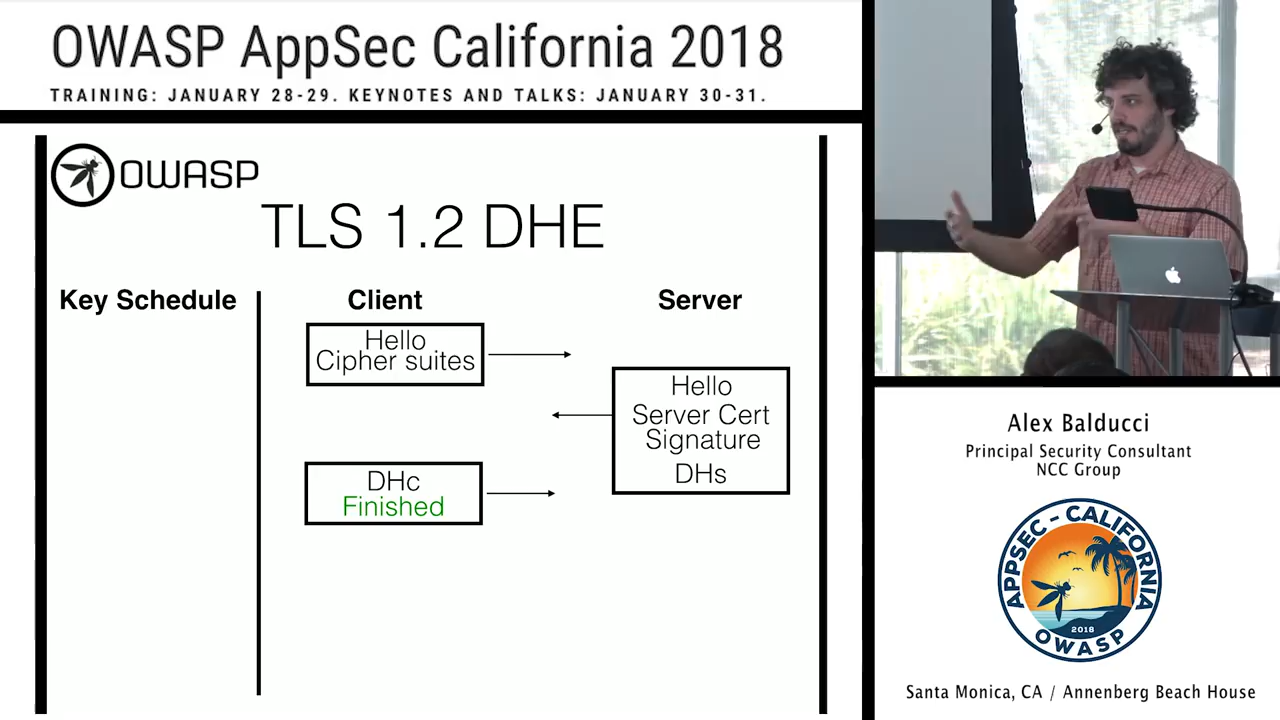 OWASP AppSec California 2018
TRAINING: JANUARY 28-29. KEYNOTES AND TALKS: JANUARY 30-31.
OWASP
TLS 1.2 DHE
Key Schedule
Client
Server
Hello
Cipher suites
Hello
Server Cert
Signature
DHs
DHc
Finished
Alex Balducci
Principal Security Consultant
NCC Group
APPSEC - CALIFORNIA
2018
OWASP
Santa Monica, CA / Annenberg Beach House